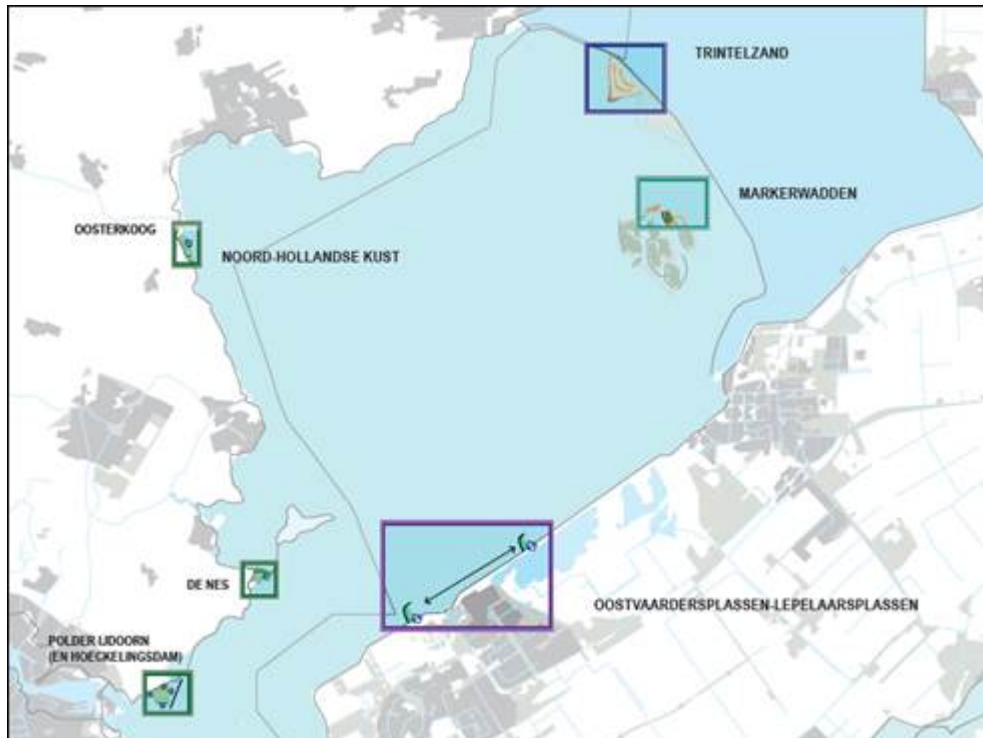 TRINTELZAND
MARKERWADDEN
OOSTERKOOG
NOORD-HOLLANDSE KUST
DE NES
OOSTVAARDERSPLASSEN-LEPELAARSPLASSEN
POLDER IJDOORN
(EN HOECKELINGSDAM)